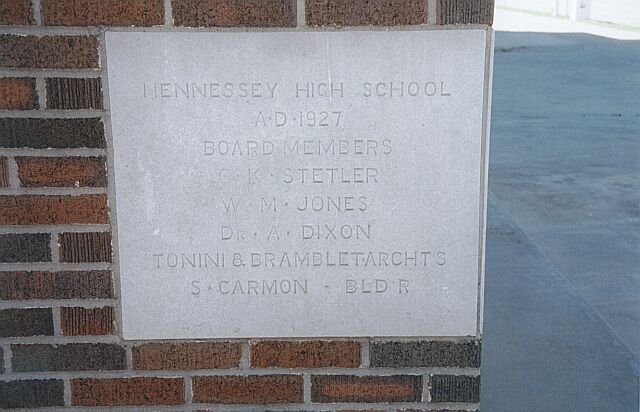 HENNESSEY HIGH SCHOOL
A·D·1927
BOARD MEMBERS
C·K·STETLER
W·M·JONES
DR·A·DIXON
TONINI & BRAMBLET ARCHT'S
S·CARMON - BLD'R